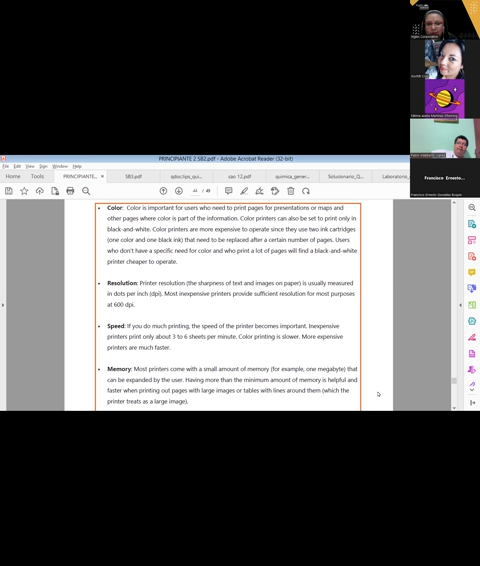 PRINCIPIANTE 2 SB2.pdf - Adobe Acrobat Reader (32-bit)
File Edit View Sign Window Help
Home Tools PRINCIPIANTE... SB3.pdf cao 12.pdf quimica_gener... Solucionario_Q... Laboratorio_
/ 49
• Color: Color is important for users who need to print pages for presentations or maps and
other pages where color is part of the information. Color printers can also be set to print only in
black-and-white. Color printers are more expensive to operate since they use two ink cartridges
(one color and one black ink) that need to be replaced after a certain number of pages. Users
who don't have a specific need for color and who print a lot of pages will find a black-and-white
printer cheaper to operate.
• Resolution: Printer resolution (the sharpness of text and images on paper) is usually measured
in dots per inch (dpi). Most inexpensive printers provide sufficient resolution for most purposes
at 600 dpi.
• Speed: If you do much printing, the speed of the printer becomes important. Inexpensive
printers print only about 3 to 6 sheets per minute. Color printing is slower. More expensive
printers are much faster.
• Memory: Most printers come with a small amount of memory (for example, one megabyte) that
can be expanded by the user. Having more than the minimum amount of memory is helpful and
faster when printing out pages with large images or tables with lines around them (which the
printer treats as a large image).
Francisco Ernesto...
Francisco Ernesto González